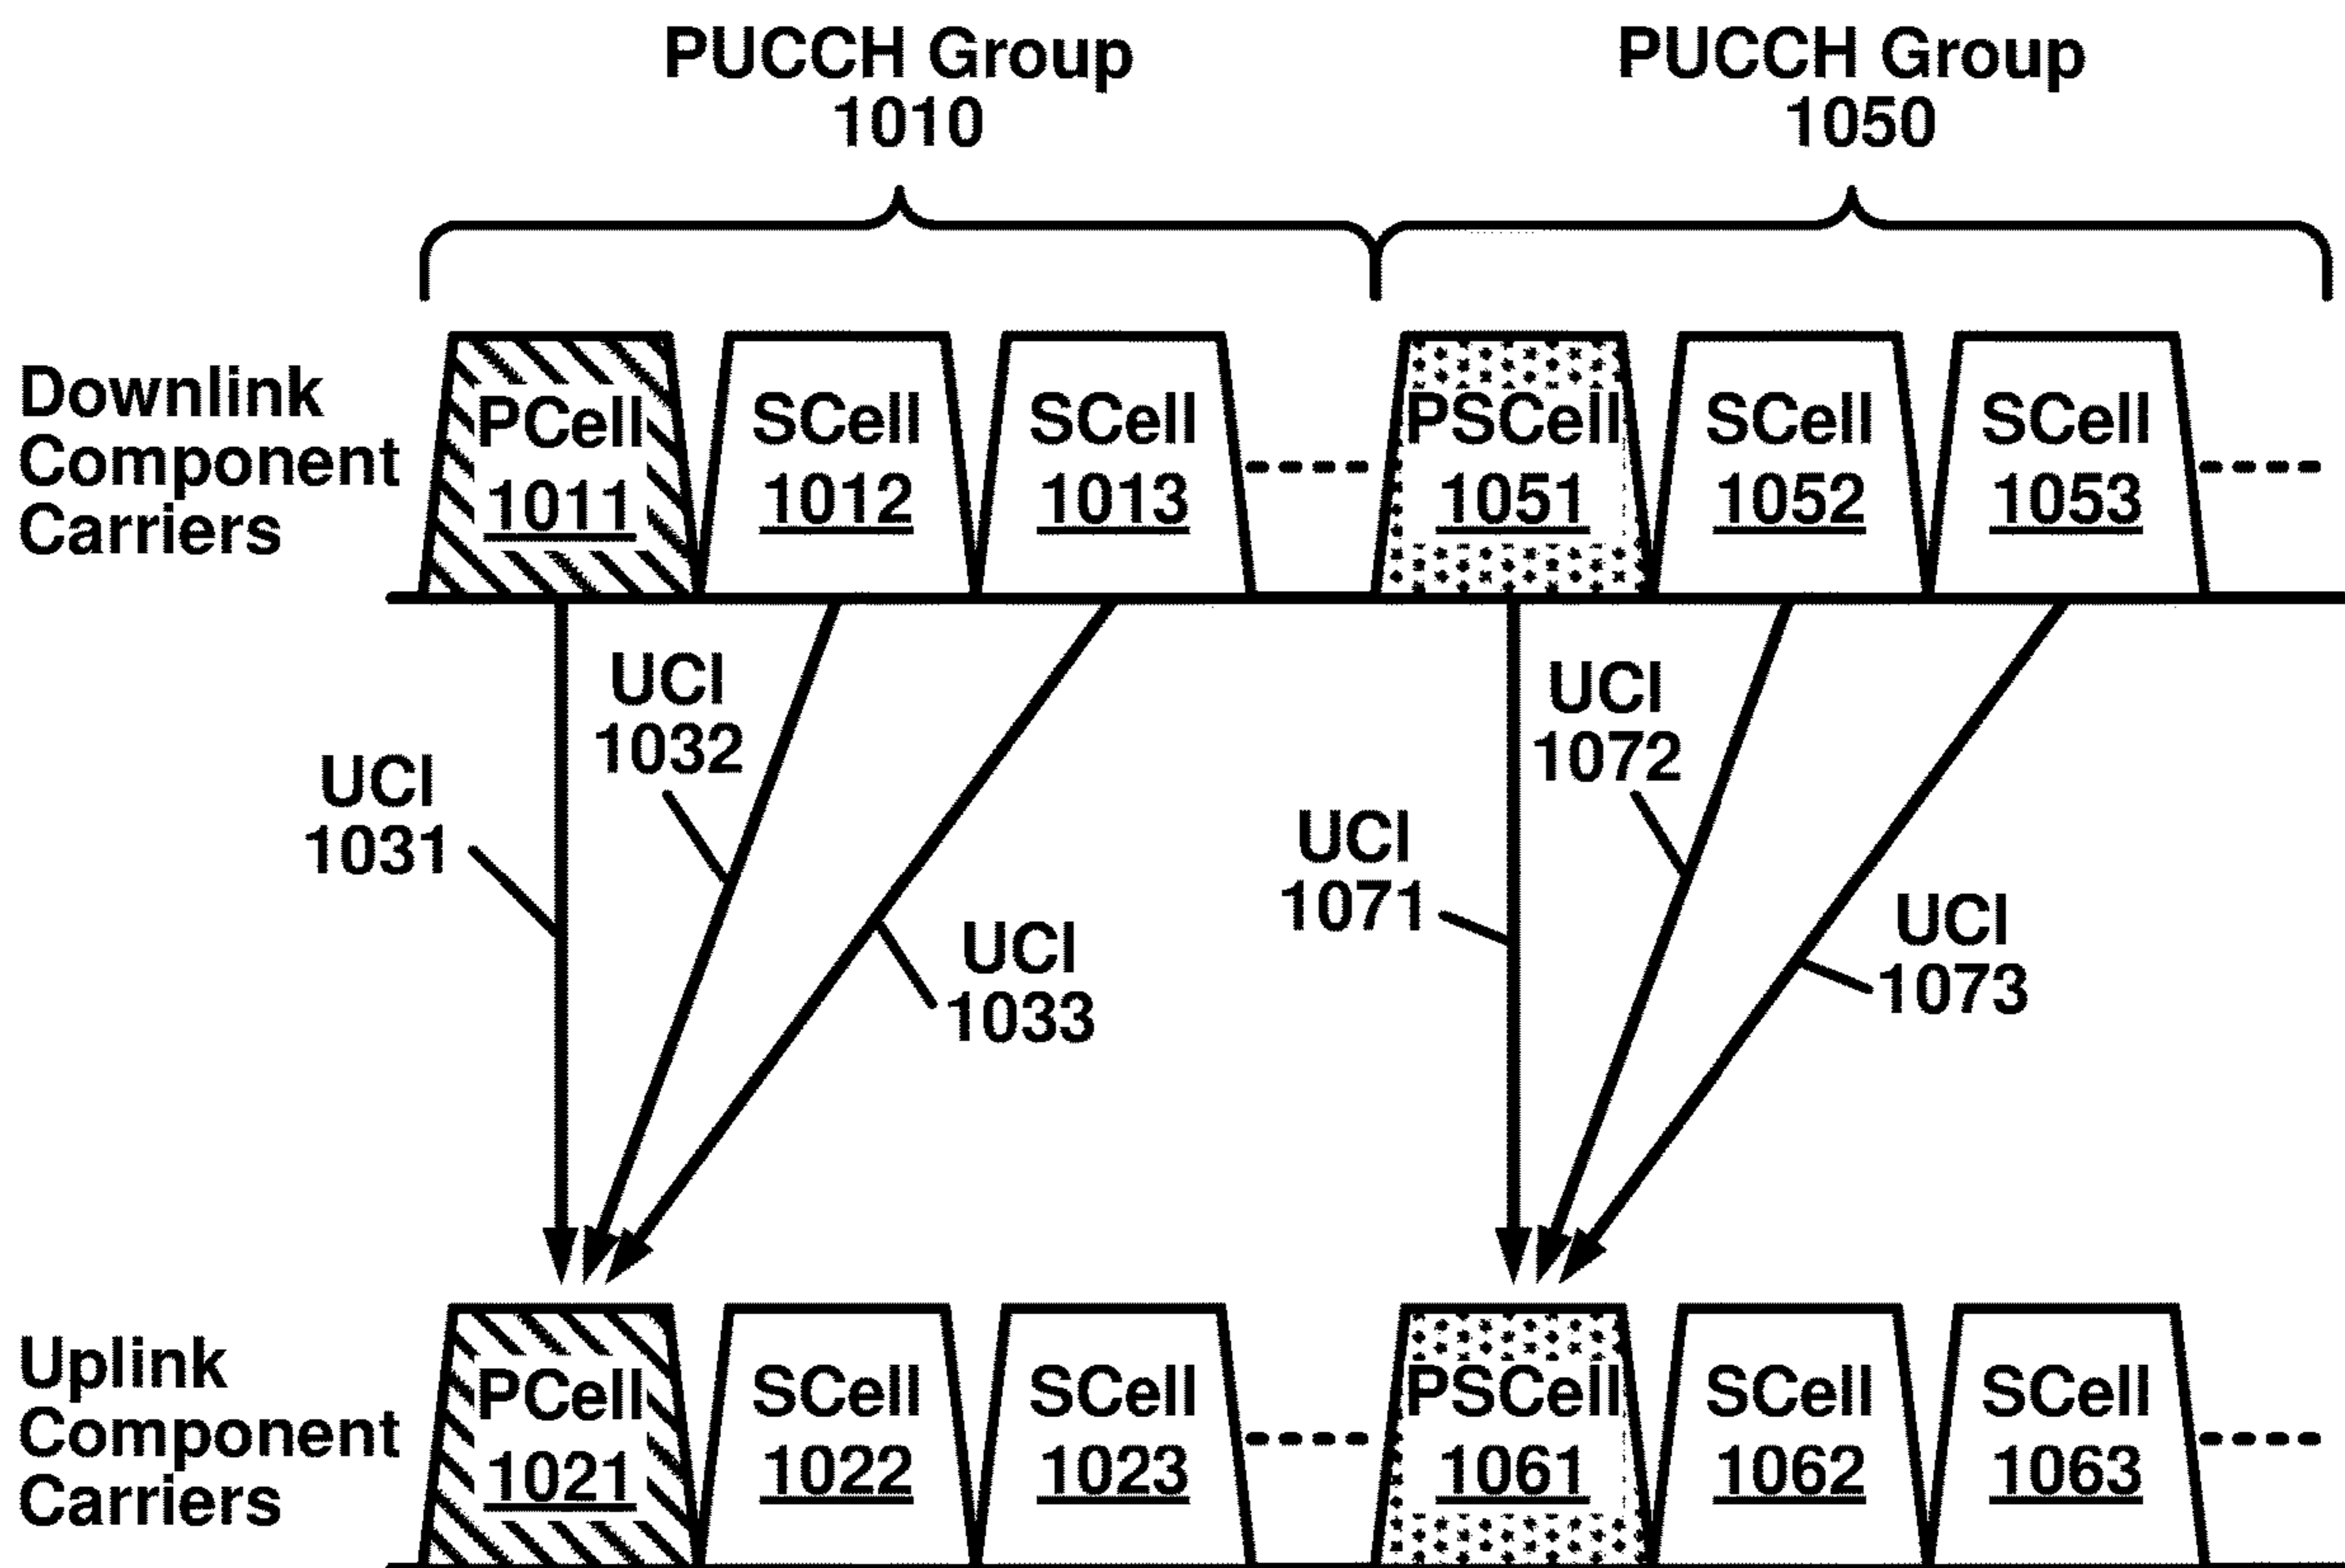 PUCCH Group
1010
PUCCH Group
1050
Downlink
Component
Carriers
PCell
1011
SCell
1012
SCell
1013
PSCell
1051
SCell
1052
SCell
1053
UCI
1031
UCI
1032
UCI
1033
UCI
1071
UCI
1072
UCI
1073
Uplink
Component
Carriers
PCell
1021
SCell
1022
SCell
1023
PSCell
1061
SCell
1062
SCell
1063